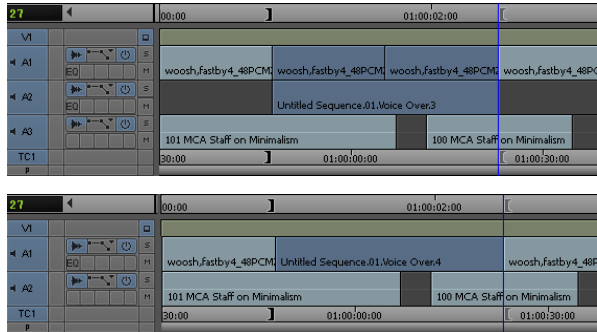 27 00:00 01:00:02:00
V1
A1 S
EQ M woosh,fastby4_48PCM woosh,fastby4_48PCM woosh,fastby4_48PCM woosh,fastby4_48PC
A2 S
EQ M Untitled Sequence.01.Voice Over.3
A3 S
M 101 MCA Staff on Minimalism 100 MCA Staff on Minimalism
TC1 30:00 01:00:00:00 01:00:30:00
27 00:00 01:00:02:00
V1
A1 S
EQ M woosh,fastby4_48PCM Untitled Sequence.01.Voice Over.4 woosh,fastby4_48P
A2 S
M 101 MCA Staff on Minimalism 100 MCA Staff on Minimalism
TC1 30:00 01:00:00:00 01:00:30:00